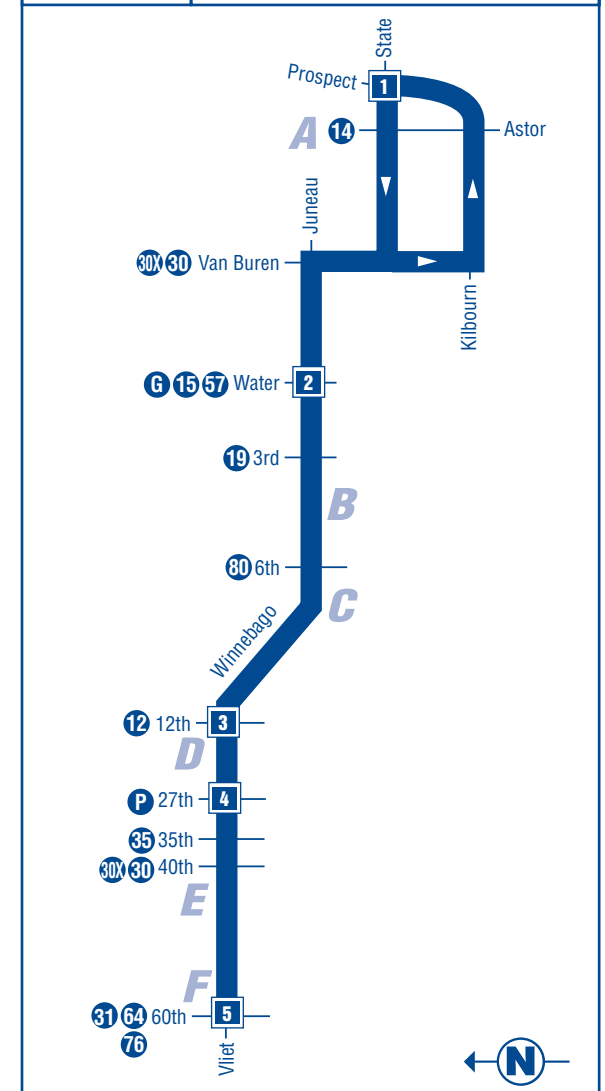 State
Prospect
1
A 14 Astor
Juneau
30X 30 Van Buren
Kilbourn
G 15 57 Water 2
19 3rd
B
80 6th
C
Winnebago
12 12th 3
D
P 27th 4
35 35th
30X 30 40th
E
F
31 64 60th 5
76
Vliet
N